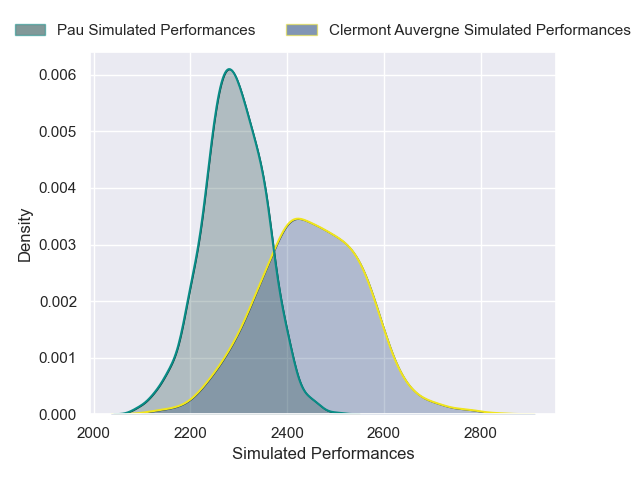 Pau Simulated Performances
Clermont Auvergne Simulated Performances
0.006
0.005
0.004
0.003
0.002
0.001
0.000
Density
2000 2200 2400 2600 2800
Simulated Performances